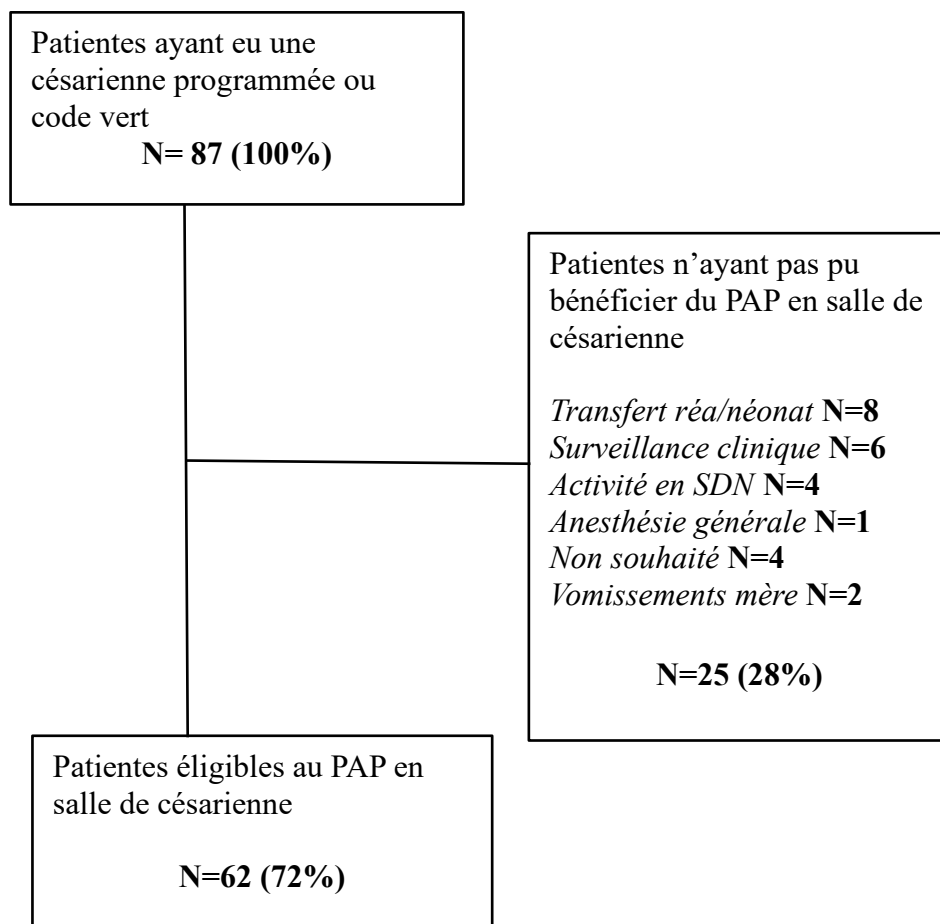 Patientes ayant eu une
césarienne programmée ou
code vert
N= 87 (100%)
Patientes n’ayant pas pu
bénéficier du PAP en salle de
césarienne
Transfert réa/néonat N=8
Surveillance clinique N=6
Activité en SDN N=4
Anesthésie générale N=1
Non souhaité N=4
Vomissements mère N=2
N=25 (28%)
Patientes éligibles au PAP en
salle de césarienne
N=62 (72%)